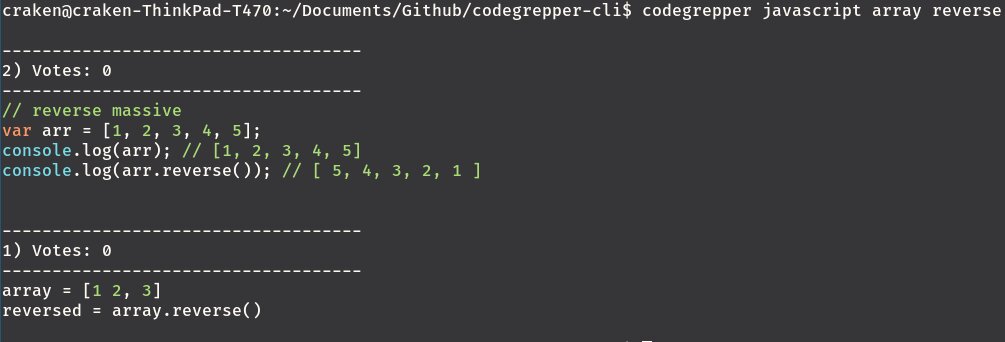 craken@craken-ThinkPad-T470:~/Documents/Github/codegrepper-cli$ codegrepper javascript array reverse
------------------------------------
2) Votes: 0
------------------------------------
// reverse massive
var arr = [1, 2, 3, 4, 5];
console.log(arr); // [1, 2, 3, 4, 5]
console.log(arr.reverse()); // [ 5, 4, 3, 2, 1 ]
------------------------------------
1) Votes: 0
------------------------------------
array = [1 2, 3]
reversed = array.reverse()